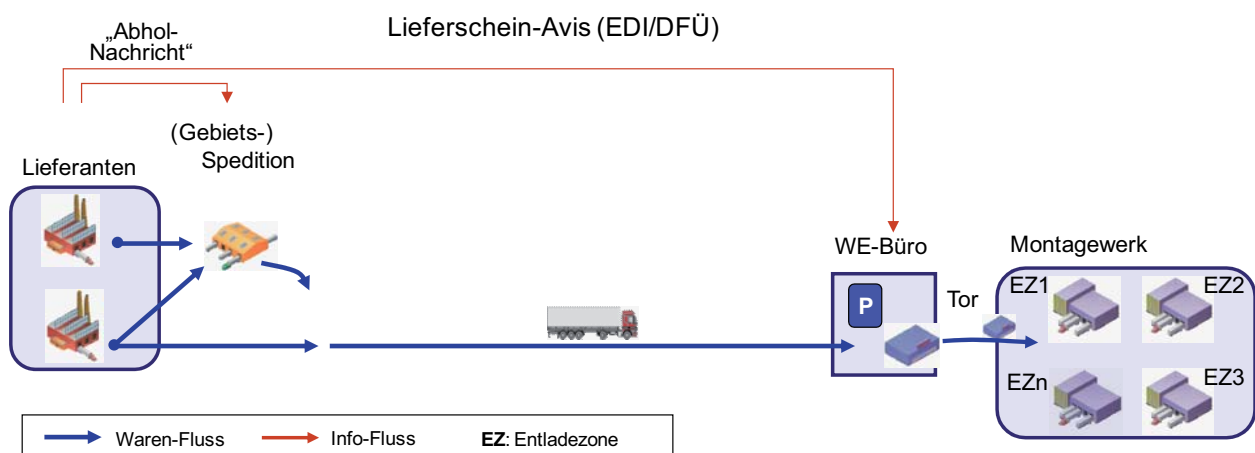 Lieferschein-Avis (EDI/DFÜ)
„Abhol-
Nachricht“
(Gebiets-)
Spedition
Lieferanten
WE-Büro
Montagewerk
P
Tor
EZ1
EZ2
EZn
EZ3
Waren-Fluss
Info-Fluss
EZ: Entladezone